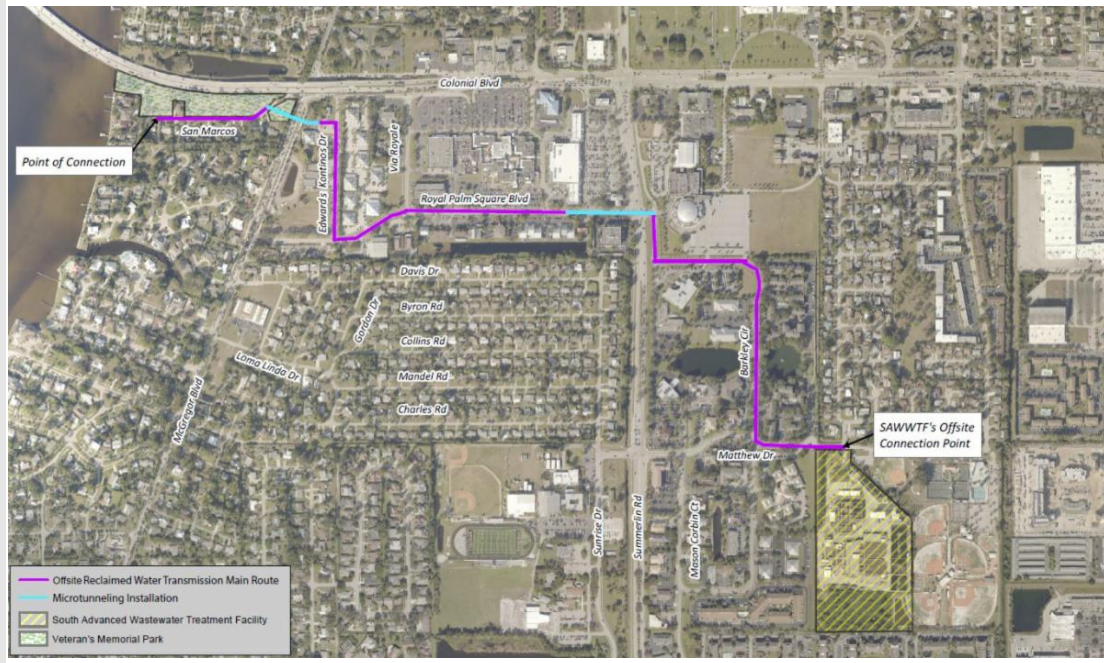 Colonial Blvd
San Marcos
Point of Connection
Edwards
Kontinos Dr
Via Royale
Royal Palm Square Blvd
Davis Dr
Gordon Dr
Byron Rd
Collins Rd
Loma Linda Dr
Mandel Rd
McGregor Blvd
Charles Rd
Barkley Cir
SAWWTF's Offsite
Connection Point
Matthew Dr
Sunrise Dr
Summerlin Rd
Mason Corbin Ct
Offsite Reclaimed Water Transmission Main Route
Microtunneling Installation
South Advanced Wastewater Treatment Facility
Veteran's Memorial Park